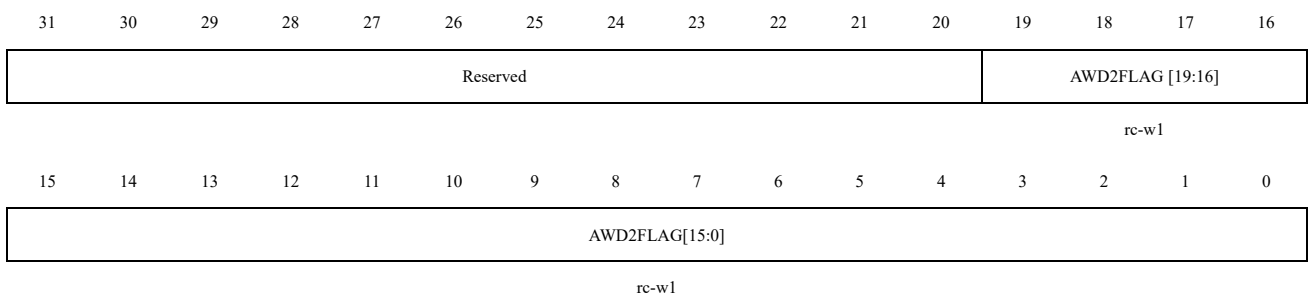 31 30 29 28 27 26 25 24 23 22 21 20 19 18 17 16
Reserved AWD2FLAG [19:16]
rc-w1
15 14 13 12 11 10 9 8 7 6 5 4 3 2 1 0
AWD2FLAG[15:0]
rc-w1